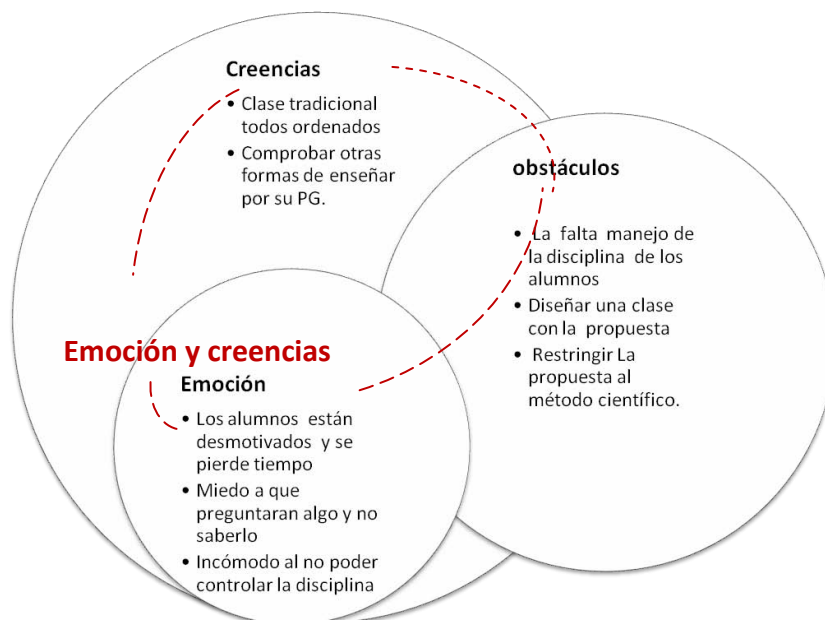 Creencias
• Clase tradicional
todos ordenados
• Comprobar otras
formas de enseñar
por su PG.
obstáculos
• La falta manejo de
la disciplina de los
alumnos
• Diseñar una clase
con la propuesta
• Restringir La
propuesta al
método científico.
Emoción y creencias
Emoción
• Los alumnos están
desmotivados y se
pierde tiempo
• Miedo a que
preguntaran algo y no
saberlo
• Incómodo al no poder
controlar la disciplina